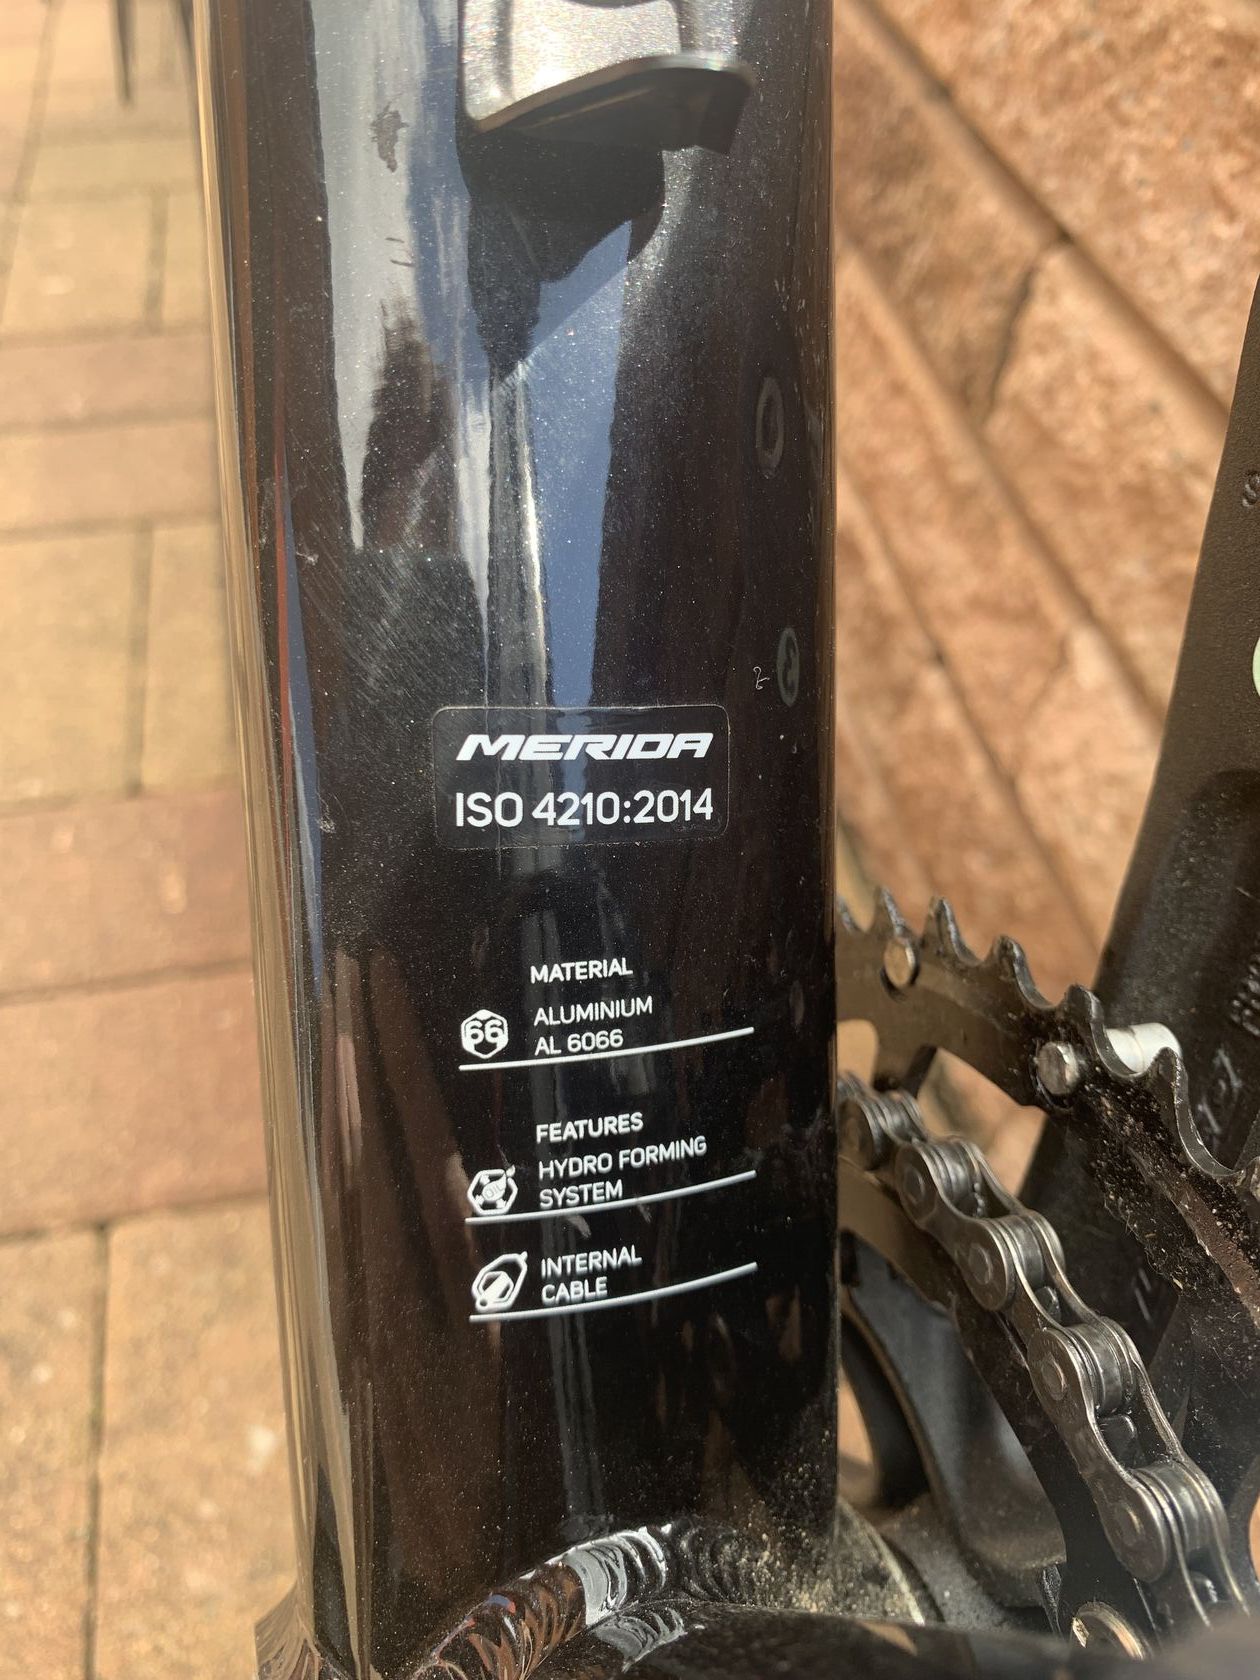 MERIDA
ISO 4210:2014
MATERIAL
66
ALUMINIUM
AL 6066
FEATURES
HYDRO FORMING
SYSTEM
INTERNAL
CABLE